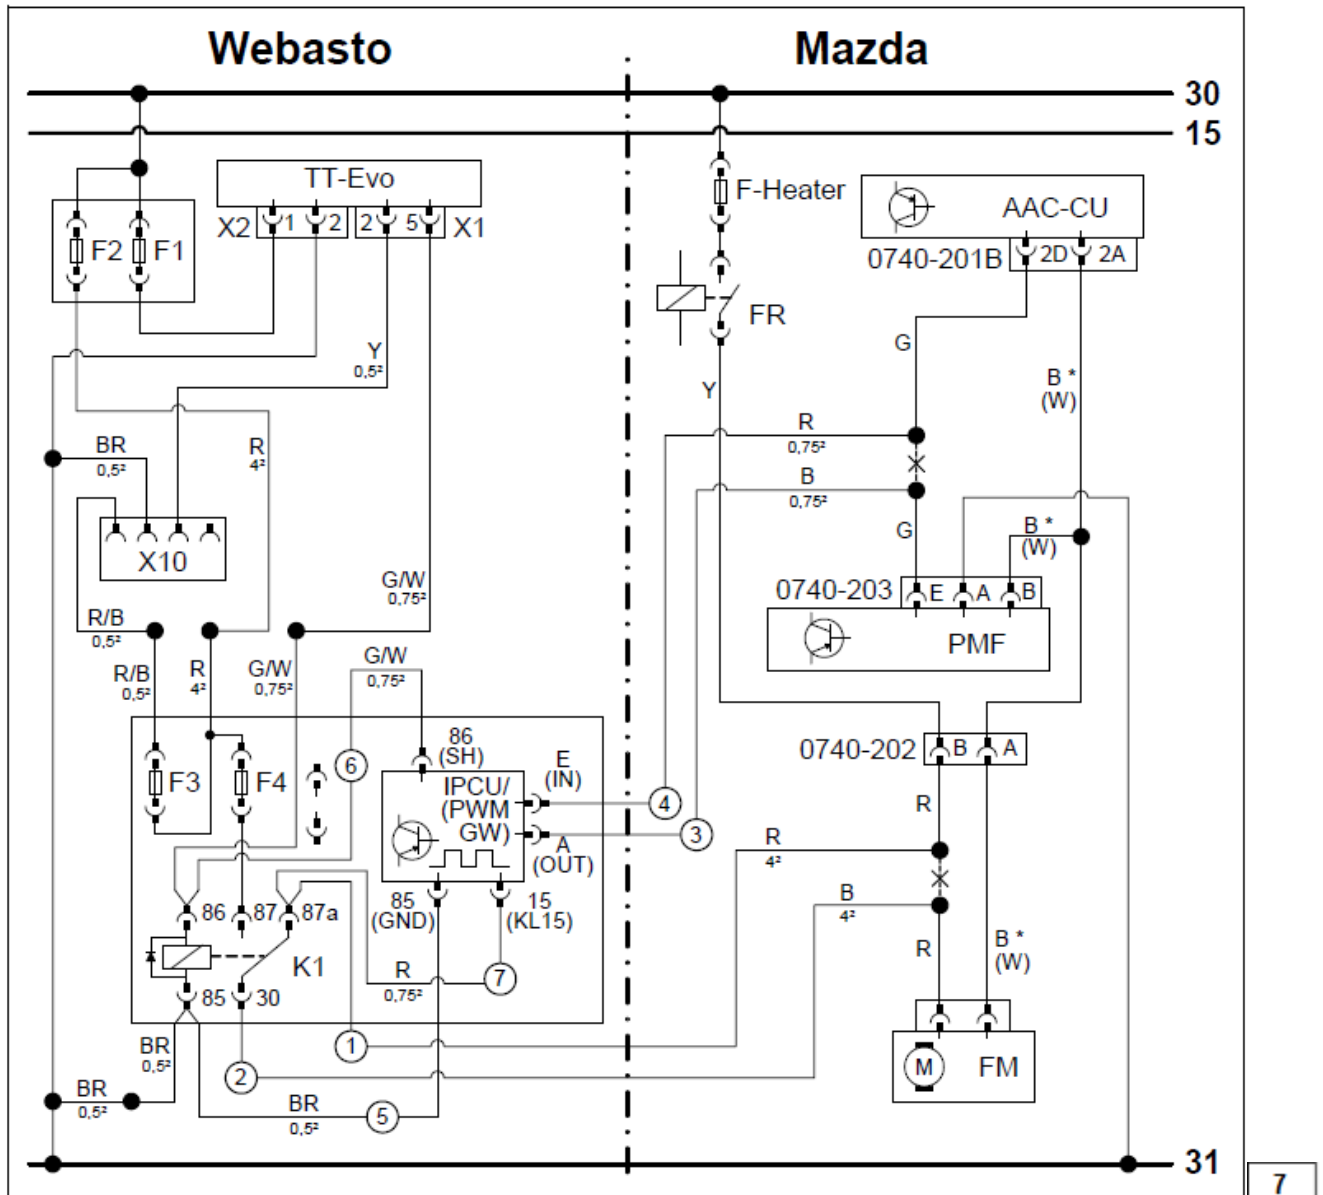 Webasto
Mazda
30
15
TT-Evo
X2 1 2 2 5 X1
F-Heater
AAC-CU
0740-201B 2D 2A
F2 F1
FR
Y
0,5²
G
Y
B *
(W)
BR
0,5²
R
4²
R
0,75²
B
0,75²
X10
G
B *
(W)
G/W
0,75²
0740-203 E A B
PMF
R/B
0,5²
R/B
0,5²
R
4²
G/W
0,75²
G/W
0,75²
86
(SH)
E
(IN)
0740-202 B A
6
F3 F4
IPCU/
(PWM
GW)
4
3
A
(OUT)
R
R
4²
B
4²
86 87 87a
85
(GND)
15
(KL15)
K1
R
0,75²
7
R
B *
(W)
85 30
BR
0,5²
1
2
M FM
BR
0,5²
BR
0,5²
5
31
7